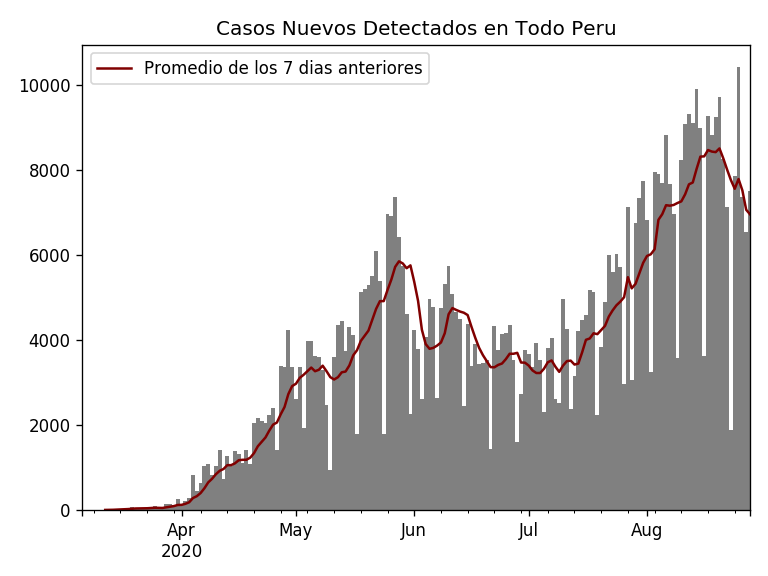 Casos Nuevos Detectados en Todo Peru
Promedio de los 7 dias anteriores
10000
8000
6000
4000
2000
0
Apr May Jun Jul Aug
2020